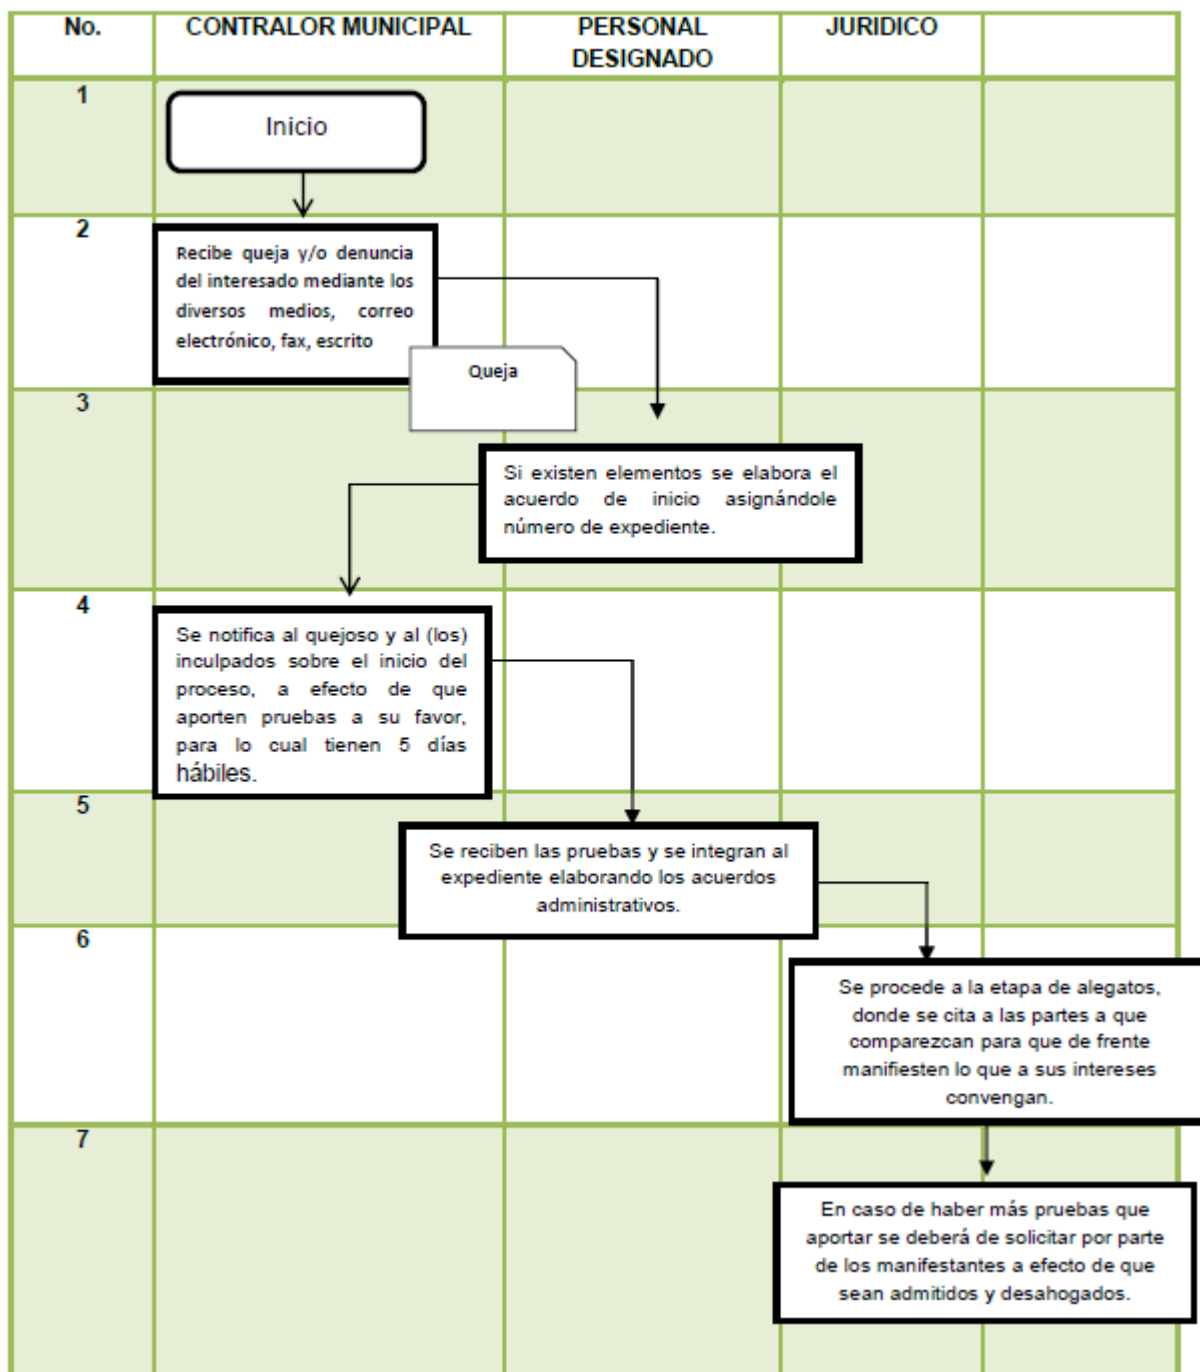 No. CONTRALOR MUNICIPAL PERSONAL JURIDICO
DESIGNADO
1
Inicio
2
Recibe queja y/o denuncia
del interesado mediante los
diversos medios, correo
electrónico, fax, escrito
Queja
3
Si existen elementos se elabora el
acuerdo de inicio asignándole
número de expediente.
4
Se notifica al quejoso y al (los)
inculpados sobre el inicio del
proceso, a efecto de que
aporten pruebas a su favor,
para lo cual tienen 5 días
hábiles.
5
Se reciben las pruebas y se integran al
expediente elaborando los acuerdos
administrativos.
6
Se procede a la etapa de alegatos,
donde se cita a las partes a que
comparezcan para que de frente
manifiesten lo que a sus intereses
convengan.
7
En caso de haber más pruebas que
aportar se deberá de solicitar por parte
de los manifestantes a efecto de que
sean admitidos y desahogados.